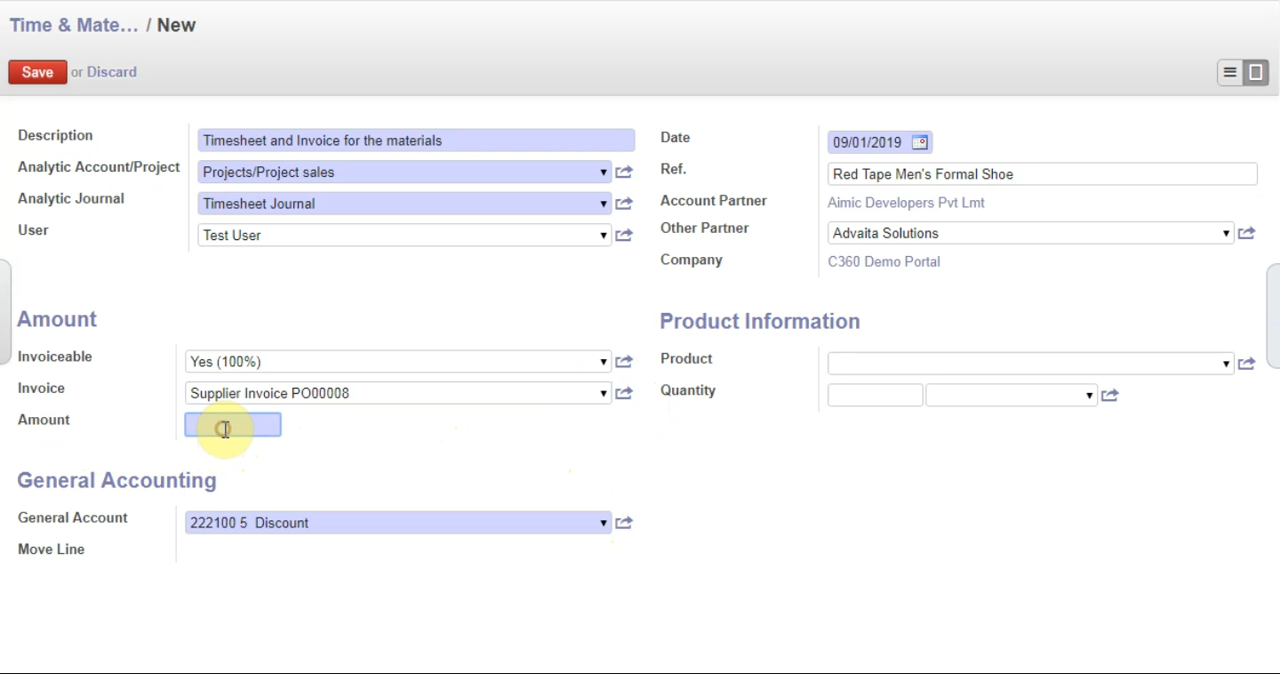 Time & Mate... / New
Save or Discard
Description Timesheet and Invoice for the materials
Analytic Account/Project Projects/Project sales
Analytic Journal Timesheet Journal
User Test User
Date 09/01/2019
Ref. Red Tape Men's Formal Shoe
Account Partner Aimic Developers Pvt Lmt
Other Partner Advaita Solutions
Company C360 Demo Portal
Amount
Invoiceable Yes (100%)
Invoice Supplier Invoice PO00008
Amount
Product Information
Product
Quantity
General Accounting
General Account 222100 5 Discount
Move Line